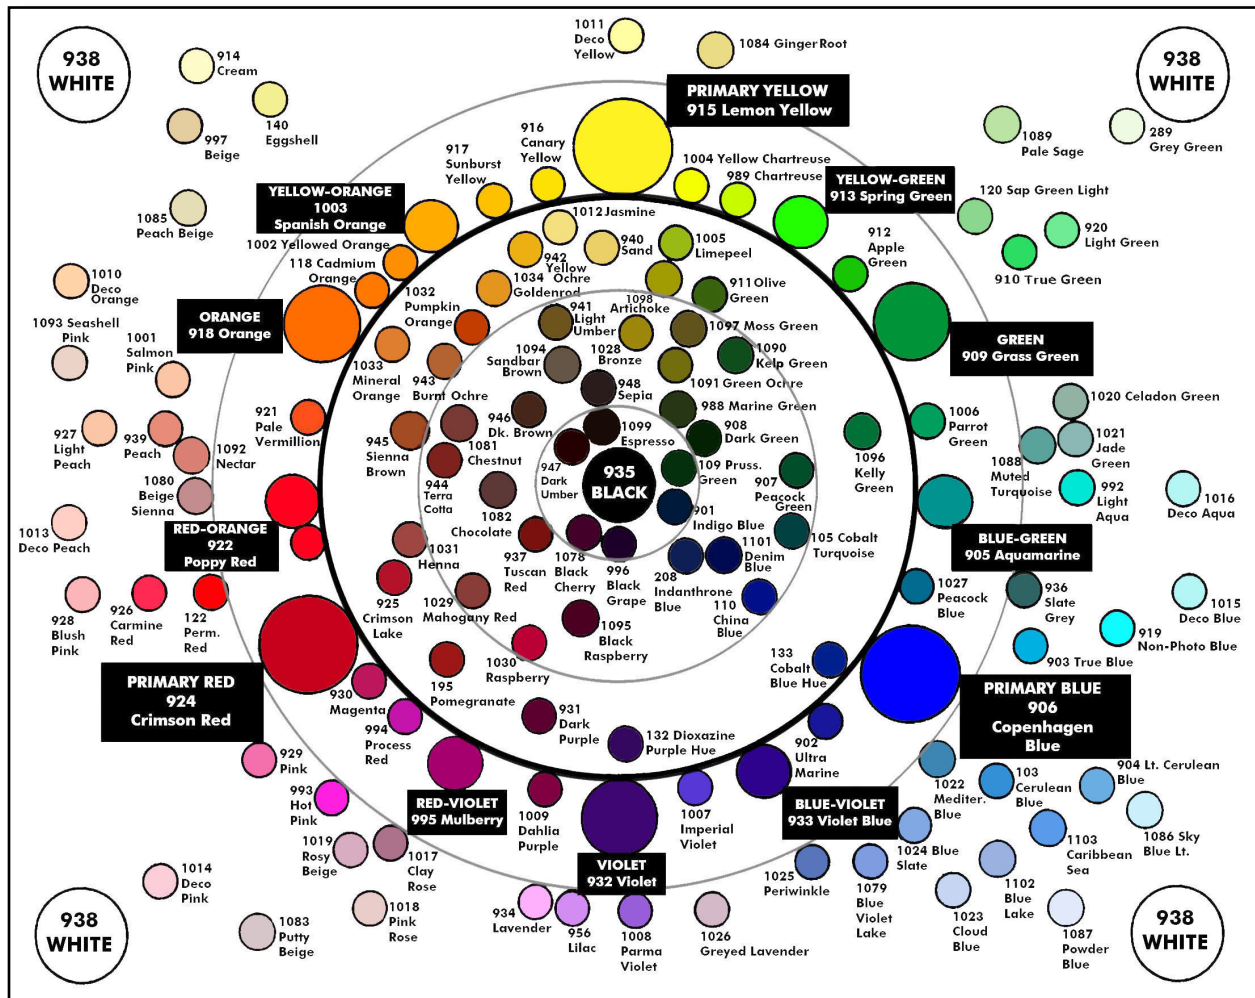 938
WHITE
914
Cream
140
Eggshell
997
Beige
1085
Peach Beige
1011
Deco
Yellow
1084 Ginger Root
PRIMARY YELLOW
915 Lemon Yellow
938
WHITE
1089
Pale Sage
289
Grey Green
916
Canary
Yellow
917
Sunburst
Yellow
1004 Yellow Chartreuse
989 Chartreuse
YELLOW-GREEN
913 Spring Green
120 Sap Green Light
920
Light Green
910 True Green
YELLOW-ORANGE
1003
Spanish Orange
1002 Yellowed Orange
118 Cadmium
Orange
1012 Jasmine
940
Sand
942
Yellow
Ochre
1034
Goldenrod
1005
Limepeel
912
Apple
Green
911 Olive
Green
1098
Artichoke
1010
Deco
Orange
1093 Seashell
Pink
1001
Salmon
Pink
ORANGE
918 Orange
1032
Pumpkin
Orange
1033
Mineral
Orange
941
Light
Umber
1094
Sandbar
Brown
1028
Bronze
1097 Moss Green
1090
Kelp Green
1091 Green Ochre
GREEN
909 Grass Green
943
Burnt Ochre
948
Sepia
988 Marine Green
946
Dk. Brown
1099
Espresso
908
Dark Green
927
Light
Peach
939
Peach
1092
Nectar
921
Pale
Vermillion
945
Sienna
Brown
1081
Chestnut
944
Terra
Cotta
947
Dark
Umber
935
BLACK
109 Pruss.
Green
907
Peacock
Green
1096
Kelly
Green
1006
Parrot
Green
1020 Celadon Green
1021
Jade
Green
1088
Muted
Turquoise
992
Light
Aqua
1016
Deco Aqua
1080
Beige
Sienna
1013
Deco Peach
RED-ORANGE
922
Poppy Red
1082
Chocolate
1031
Henna
937
Tuscan
Red
1078
Black
Cherry
996
Black
Grape
901
Indigo Blue
1101
Denim
Blue
208
Indanthrone
Blue
105 Cobalt
Turquoise
110
China
Blue
BLUE-GREEN
905 Aquamarine
928
Blush
Pink
926
Carmine
Red
122
Perm.
Red
925
Crimson
Lake
1029
Mahogany Red
1095
Black
Raspberry
1030
Raspberry
195
Pomegranate
1027
Peacock
Blue
936
Slate
Grey
1015
Deco Blue
919
Non-Photo Blue
903 True Blue
133
Cobalt
Blue Hue
PRIMARY RED
924
Crimson Red
930
Magenta
994
Process
Red
931
Dark
Purple
132 Dioxazine
Purple Hue
902
Ultra
Marine
PRIMARY BLUE
906
Copenhagen
Blue
929
Pink
993
Hot
Pink
RED-VIOLET
995 Mulberry
1009
Dahlia
Purple
1007
Imperial
Violet
BLUE-VIOLET
933 Violet Blue
1022
Mediter.
Blue
103
Cerulean
Blue
904 Lt. Cerulean
Blue
1086 Sky
Blue Lt.
1103
Caribbean
Sea
1024
Blue
Slate
1019
Rosy
Beige
1017
Clay
Rose
1018
Pink
Rose
VIOLET
932 Violet
934
Lavender
956
Lilac
1008
Parma
Violet
1026
Greyed Lavender
1025
Periwinkle
1079
Blue
Violet
Lake
1023
Cloud
Blue
1102
Blue
Lake
1087
Powder
Blue
1014
Deco
Pink
1083
Putty
Beige
938
WHITE
938
WHITE